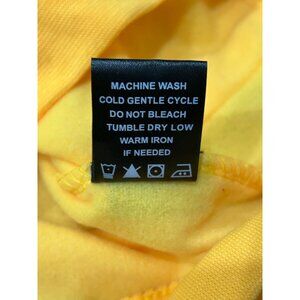 MACHINE WASH
COLD GENTLE CYCLE
DO NOT BLEACH
TUMBLE DRY LOW
WARM IRON
IF NEEDED